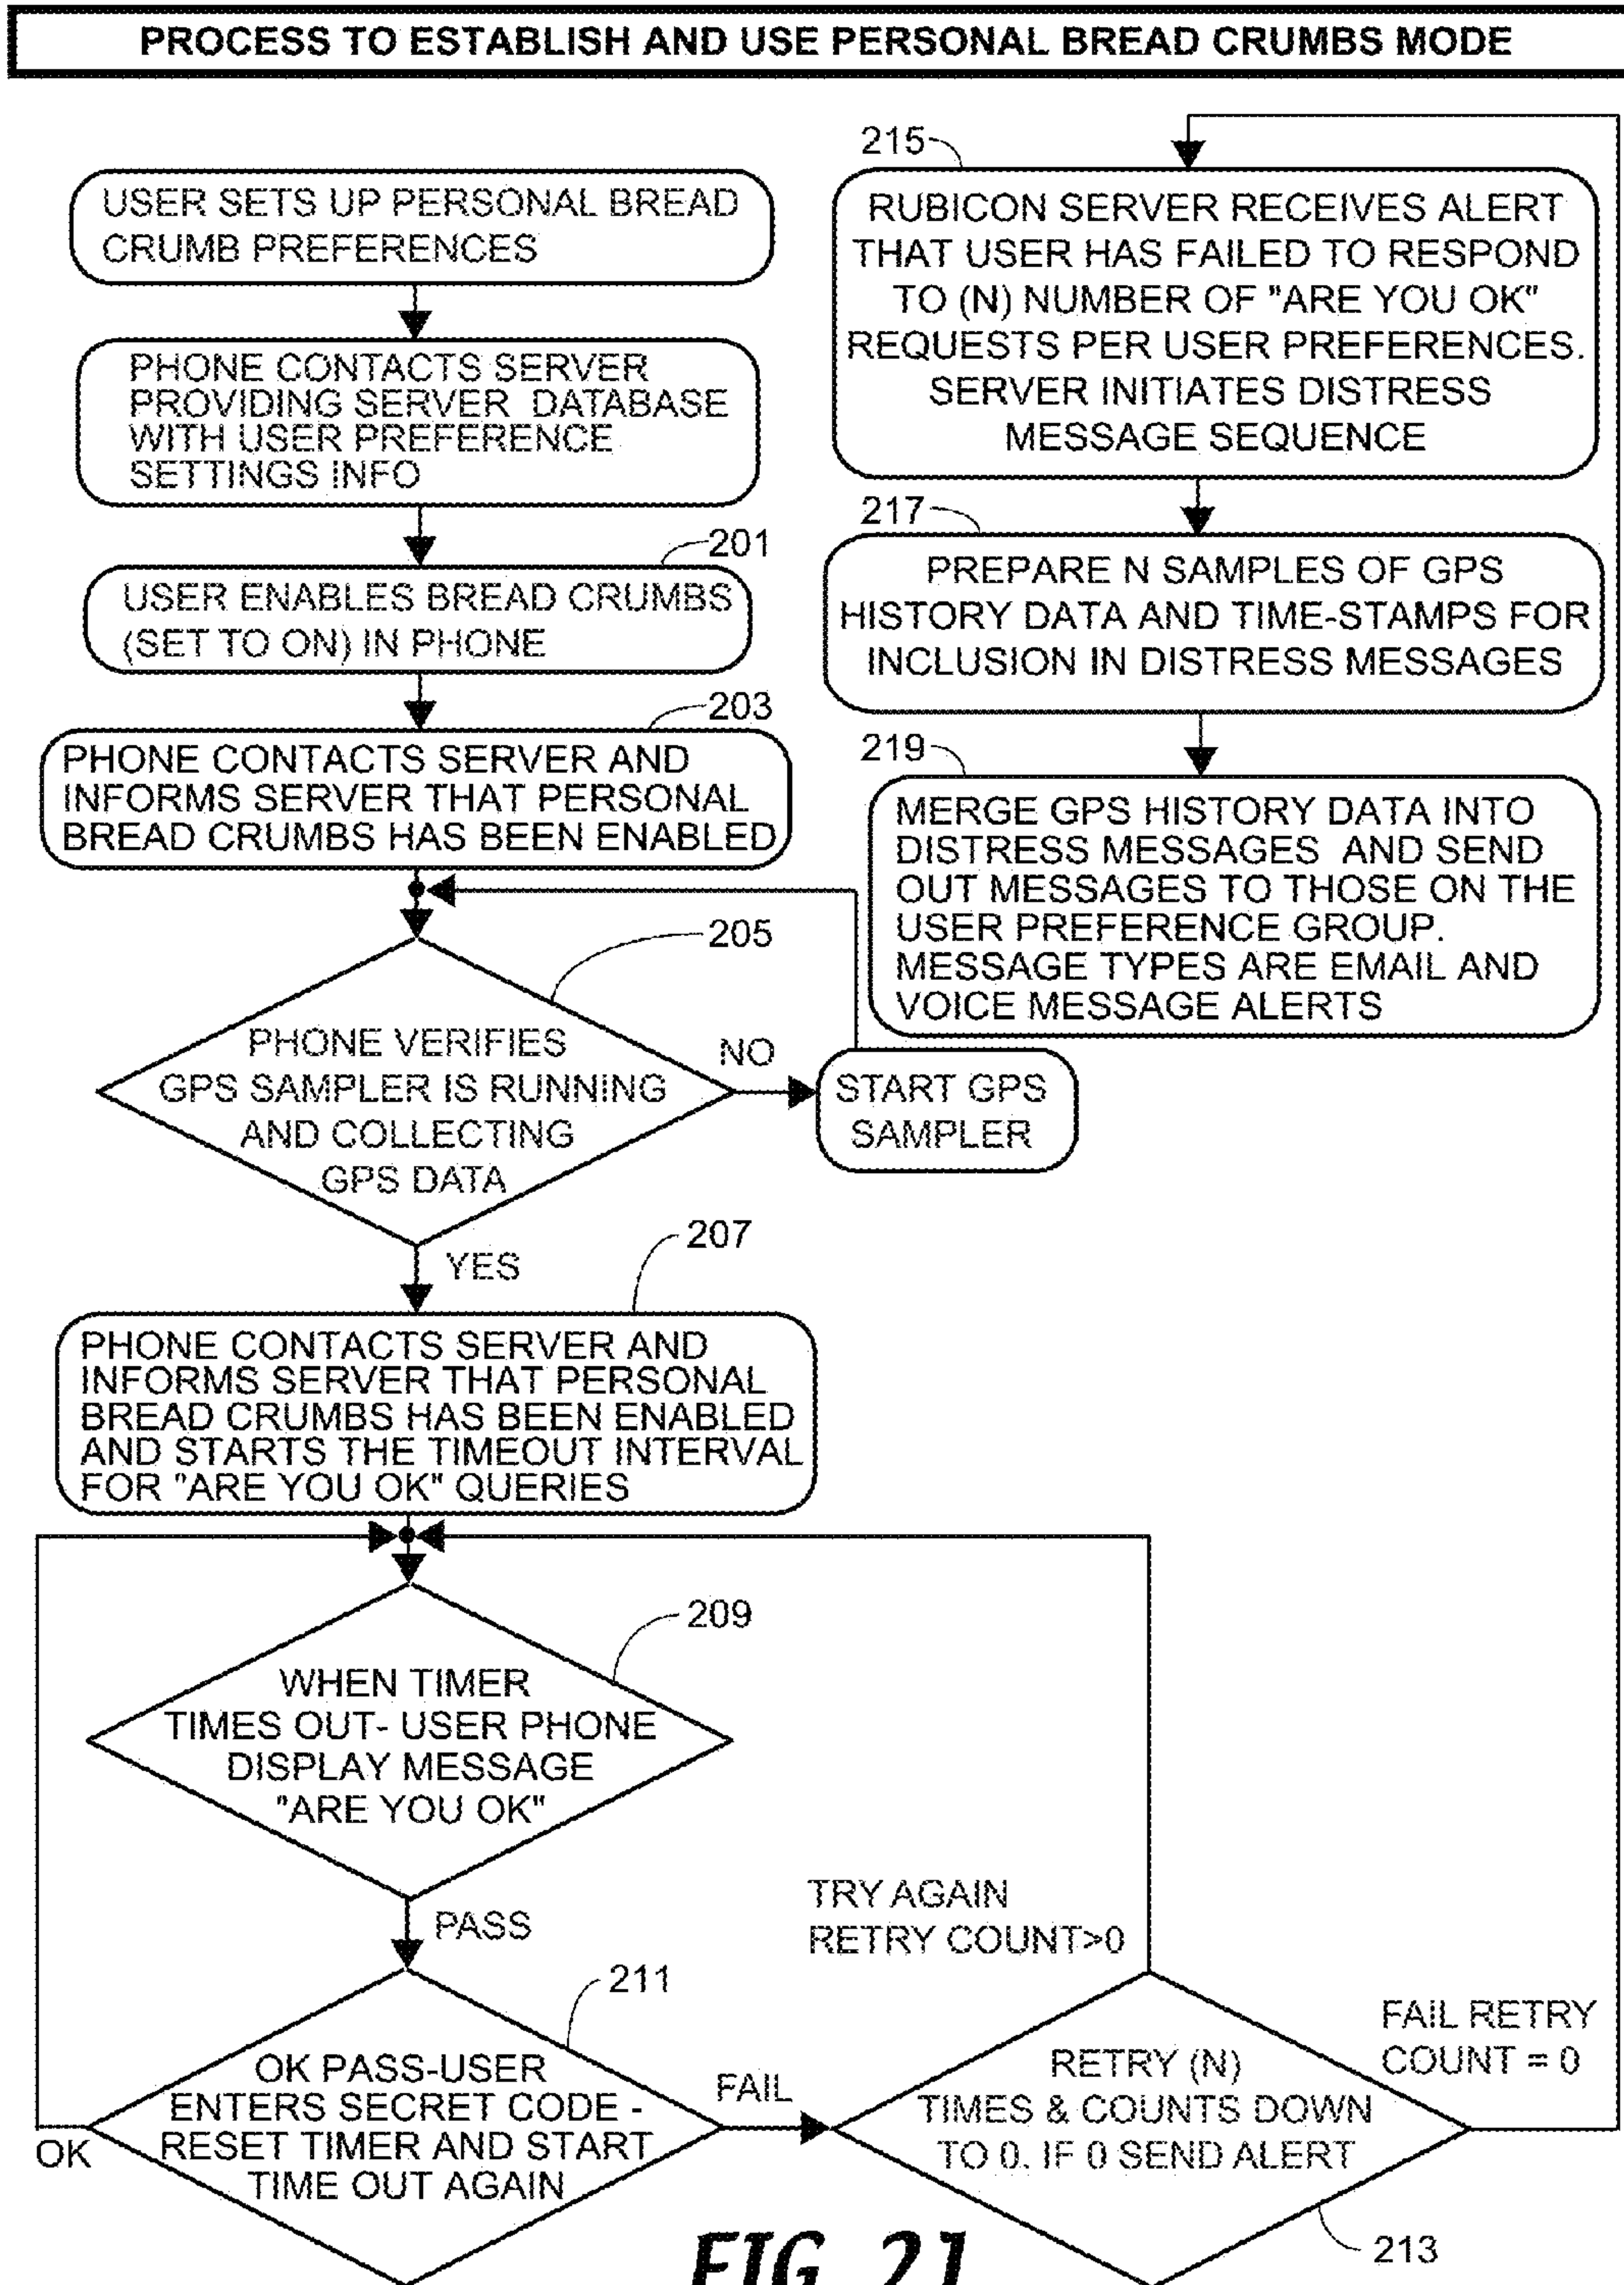 PROCESS TO ESTABLISH AND USE PERSONAL BREAD CRUMBS MODE
USER SETS UP PERSONAL BREAD
CRUMB PREFERENCES
PHONE CONTACTS SERVER
PROVIDING SERVER DATABASE
WITH USER PREFERENCE
SETTINGS INFO
201
USER ENABLES BREAD CRUMBS
(SET TO ON) IN PHONE
203
PHONE CONTACTS SERVER AND
INFORMS SERVER THAT PERSONAL
BREAD CRUMBS HAS BEEN ENABLED
205
PHONE VERIFIES
GPS SAMPLER IS RUNNING
AND COLLECTING
GPS DATA
NO
START GPS
SAMPLER
YES
207
PHONE CONTACTS SERVER AND
INFORMS SERVER THAT PERSONAL
BREAD CRUMBS HAS BEEN ENABLED
AND STARTS THE TIMEOUT INTERVAL
FOR "ARE YOU OK" QUERIES
209
WHEN TIMER
TIMES OUT- USER PHONE
DISPLAY MESSAGE
"ARE YOU OK"
PASS
211
OK PASS-USER
ENTERS SECRET CODE -
RESET TIMER AND START
TIME OUT AGAIN
OK
FAIL
TRY AGAIN
RETRY COUNT>0
RETRY (N)
TIMES & COUNTS DOWN
TO 0. IF 0 SEND ALERT
213
FAIL RETRY
COUNT = 0
215
RUBICON SERVER RECEIVES ALERT
THAT USER HAS FAILED TO RESPOND
TO (N) NUMBER OF "ARE YOU OK"
REQUESTS PER USER PREFERENCES.
SERVER INITIATES DISTRESS
MESSAGE SEQUENCE
217
PREPARE N SAMPLES OF GPS
HISTORY DATA AND TIME-STAMPS FOR
INCLUSION IN DISTRESS MESSAGES
219
MERGE GPS HISTORY DATA INTO
DISTRESS MESSAGES AND SEND
OUT MESSAGES TO THOSE ON THE
USER PREFERENCE GROUP.
MESSAGE TYPES ARE EMAIL AND
VOICE MESSAGE ALERTS
FIG 21